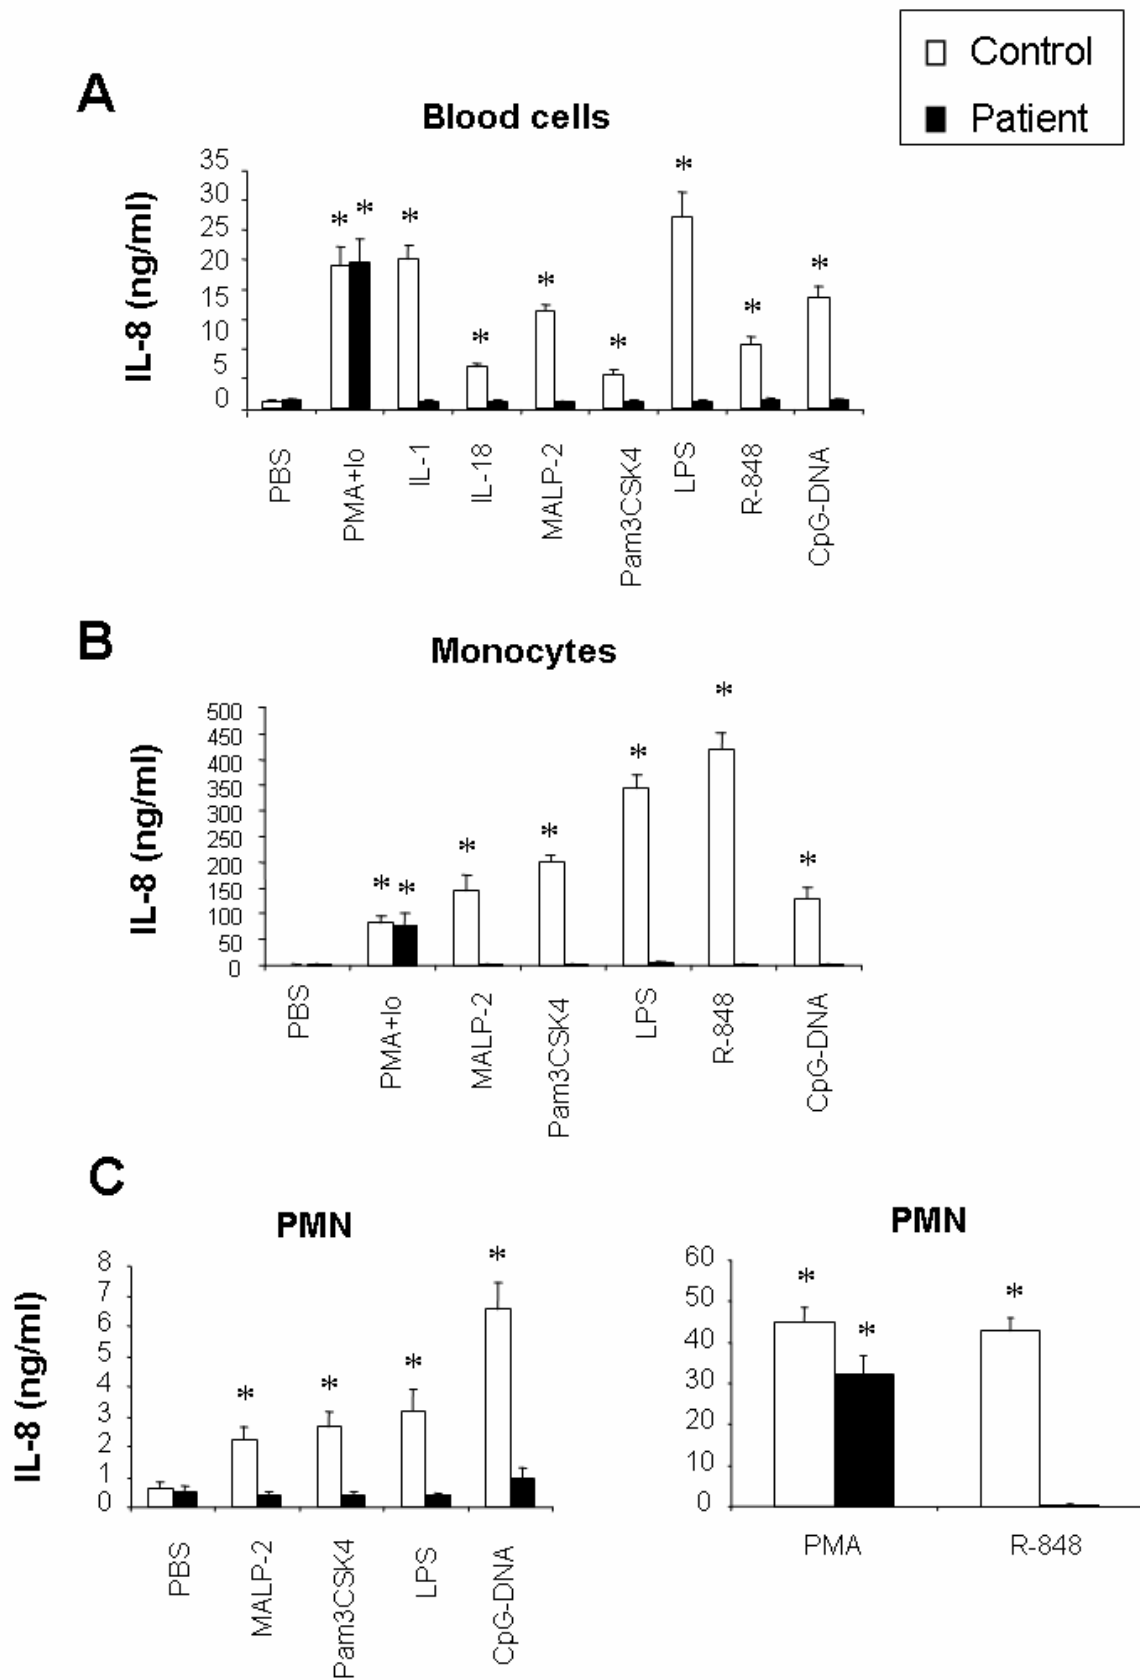 Control
Patient
A
Blood cells
IL-8 (ng/ml)
35
30
25
20
15
10
5
0
* * * * * * * * *
PBS
PMA+Io
IL-1
IL-18
MALP-2
Pam3CSK4
LPS
R-848
CpG-DNA
B
Monocytes
IL-8 (ng/ml)
500
450
400
350
300
250
200
150
100
50
0
* * * * * * *
PBS
PMA+Io
MALP-2
Pam3CSK4
LPS
R-848
CpG-DNA
C
PMN
IL-8 (ng/ml)
8
7
6
5
4
3
2
1
0
* * * *
PBS
MALP-2
Pam3CSK4
LPS
CpG-DNA
PMN
60
50
40
30
20
10
0
* * *
PMA
R-848